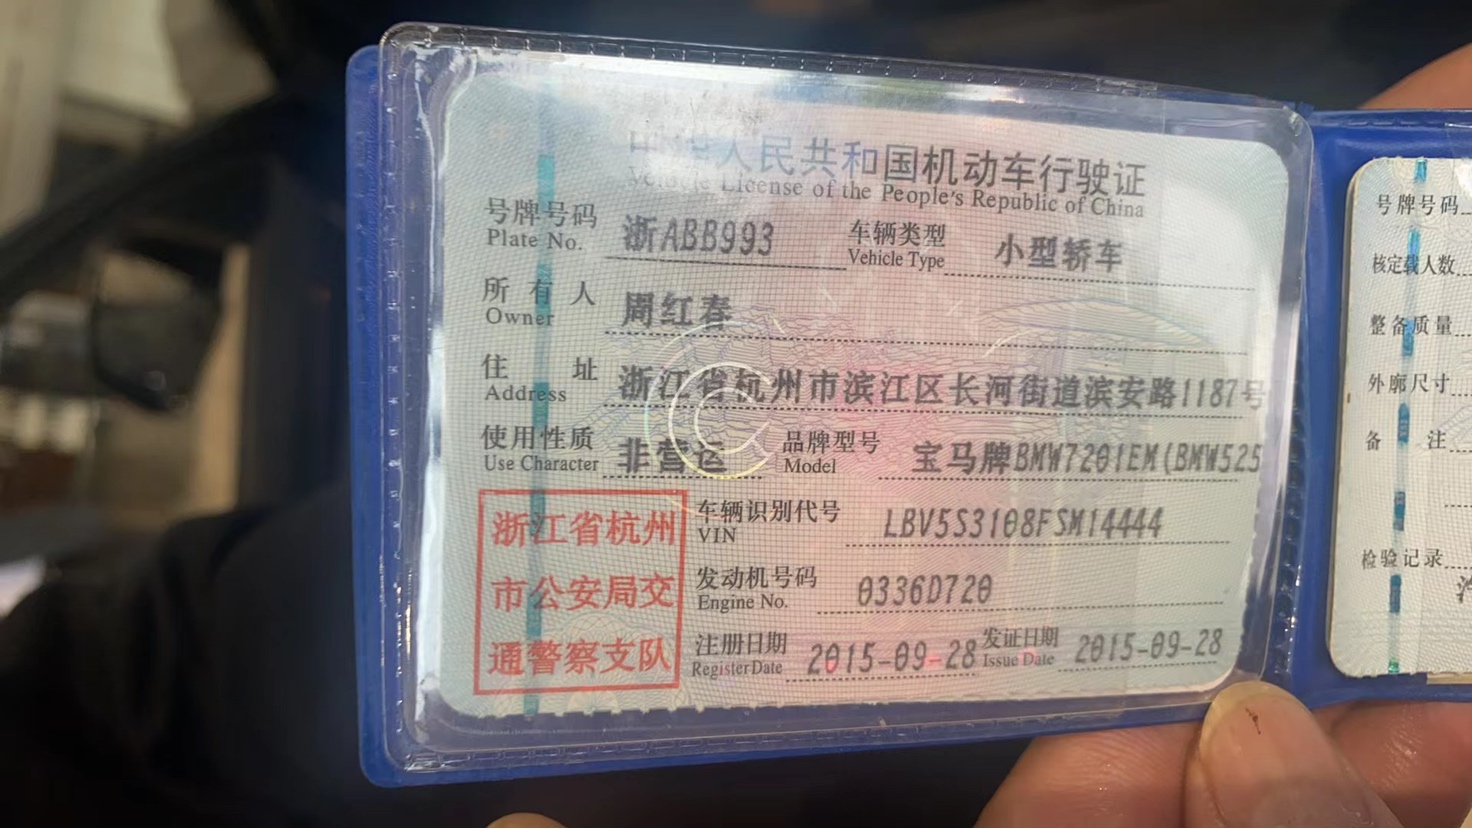 中华人民共和国机动车行驶证
Vehicle License of the People's Republic of China
号牌号码 浙ABB993 车辆类型 小型轿车
Plate No. Vehicle Type
所有人 周红春
Owner
住址 浙江省杭州市滨江区长河街道滨安路1187号
Address
使用性质 非营运 品牌型号 宝马牌BMW7201EM(BMW525
Use Character Model
浙江省杭州
市公安局交
通警察支队
车辆识别代号 LBV5S3108FSM14444
VIN
发动机号码 0336D720
Engine No.
注册日期 2015-09-28 发证日期 2015-09-28
Register Date Issue Date
号牌号码
核定载人数
整备质量
外廓尺寸
备注
检验记录